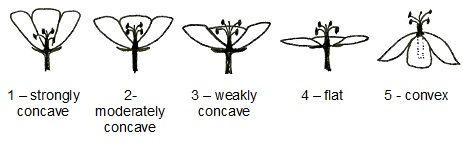 1 – strongly
concave
2-
moderately
concave
3 – weakly
concave
4 – flat
5 - convex